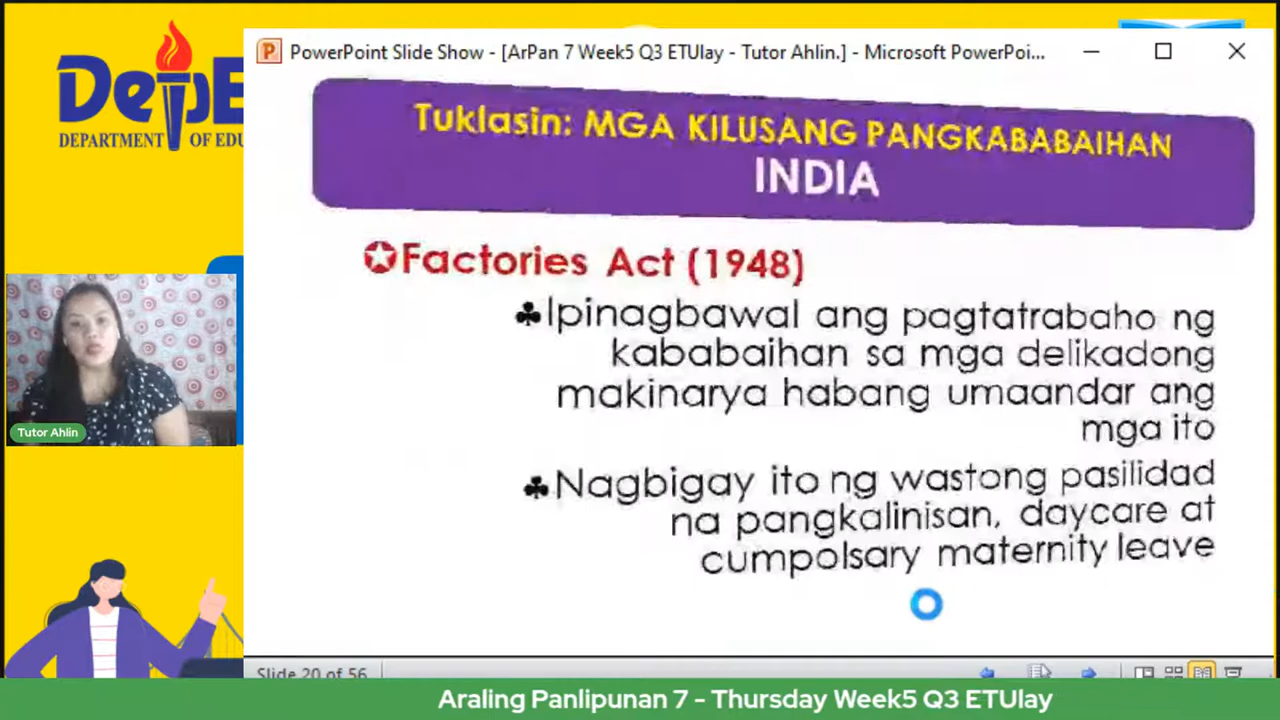 DepE
DEPARTMENT OF EDU
PowerPoint Slide Show - [ArPan 7 Week5 Q3 ETUlay - Tutor Ahlin.] - Microsoft PowerPoi...
Tuklasin: MGA KILUSANG PANGKABABAIHAN
INDIA
Factories Act (1948)
Ipinagbawal ang pagtatrabaho ng
kababaihan sa mga delikadong
makinarya habang umaandar ang
mga ito
Nagbigay ito ng wastong pasilidad
na pangkalinisan, daycare at
cumpolsary maternity leave
Tutor Ahlin
Slide 20 of 56
Araling Panlipunan 7 - Thursday Week5 Q3 ETUlay